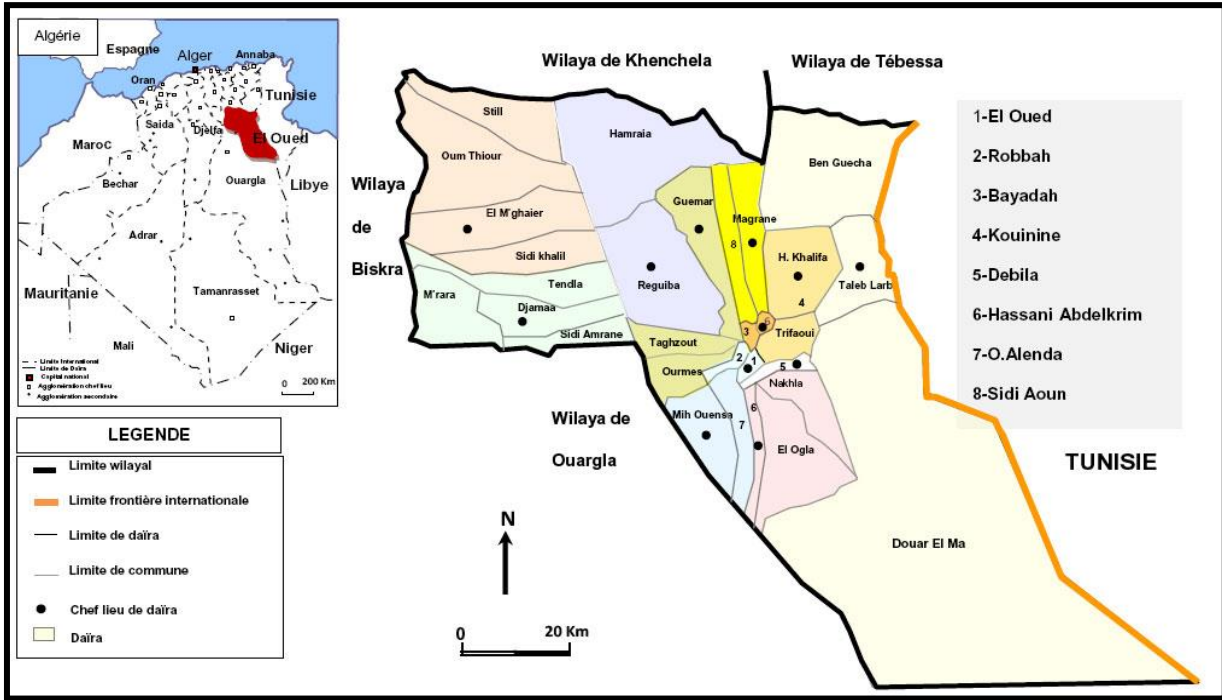 Algérie
Espagne
Alger
Annaba
Oran
Tunisie
Saida
Djelfa
El Oued
Maroc
Bechar
Ouargla
Libye
Adrar
Mauritanie
Tamanrasset
Mali
Niger
Limite International
Limite de Daïra
Capital national
Agglomération chef lieu
Agglomération secondaire
0 200 Km
LEGENDE
Limite wilayal
Limite frontière internationale
Limite de daïra
Limite de commune
Chef lieu de daïra
Daïra
Wilaya de Khenchela
Wilaya de Tébessa
Wilaya
de
Biskra
Wilaya de
Ouargla
TUNISIE
N
0 20 Km
Still
Oum Thiour
Hamraia
Ben Guecha
El M'ghaier
Guemar
Magrane
8
Sidi khalil
H. Khalifa
4
Taleb Larb
Tendla
Reguiba
M'rara
Djamaa
Sidi Amrane
3
6
Trifaoui
Taghzout
2
1
5
Ourmes
Nakhla
Mih Ouensa
6
7
El Ogla
Douar El Ma
1-El Oued
2-Robbah
3-Bayadah
4-Kouinine
5-Debila
6-Hassani Abdelkrim
7-O.Alenda
8-Sidi Aoun